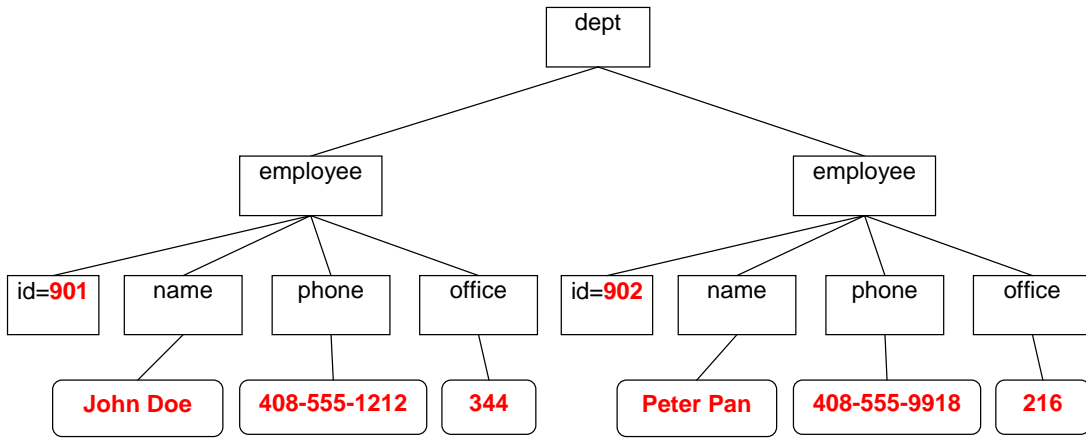 dept
employee
employee
id=901
name
phone
office
id=902
name
phone
office
John Doe
408-555-1212
344
Peter Pan
408-555-9918
216